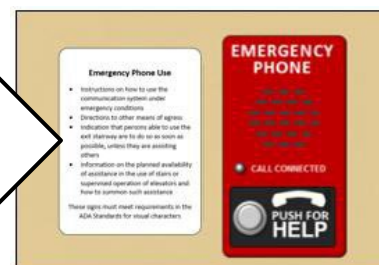 Emergency Phone Use
• Instructions on how to use the
communication system under
emergency conditions
• Directions to other means of egress
• Indication that persons able to use the
exit stairway are to do so as soon as
possible, unless they are assisting
others
• Information on the planned availability
of assistance in the use of stairs or
supervised operation of elevators and
how to summon such assistance
These signs must meet requirements in the
ADA Standards for visual characters
EMERGENCY
PHONE
CALL CONNECTED
PUSH FOR
HELP